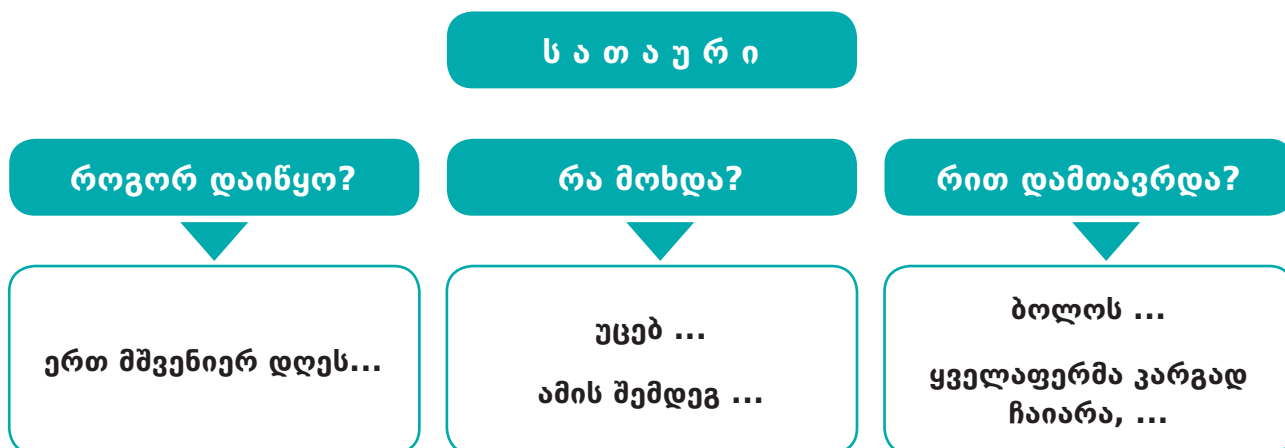 ს ა თ ა უ რ ი
როგორ დაიწყო?
ერთ მშვენიერ დღეს...
რა მოხდა?
უცებ ...
ამის შემდეგ ...
რით დამთავრდა?
ბოლოს ...
ყველაფერმა კარგად
ჩაიარა, ...